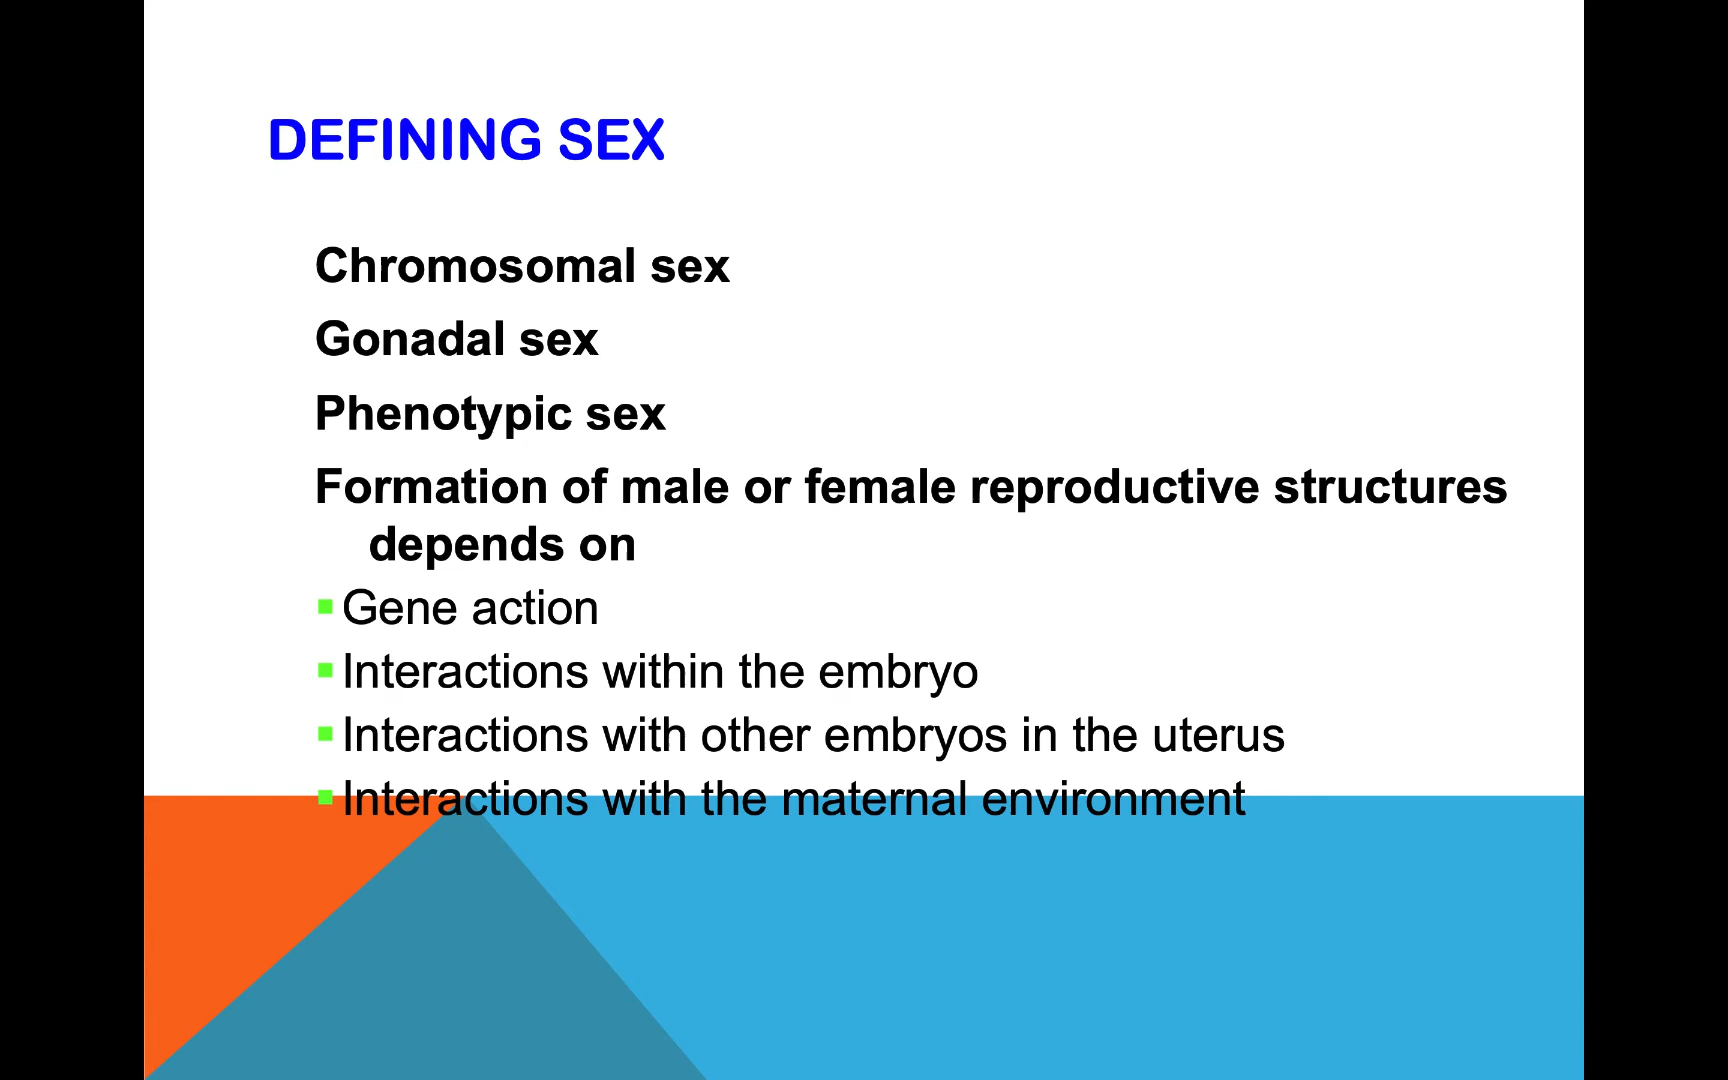 DEFINING SEX
Chromosomal sex
Gonadal sex
Phenotypic sex
Formation of male or female reproductive structures
depends on
Gene action
Interactions within the embryo
Interactions with other embryos in the uterus
Interactions with the maternal environment